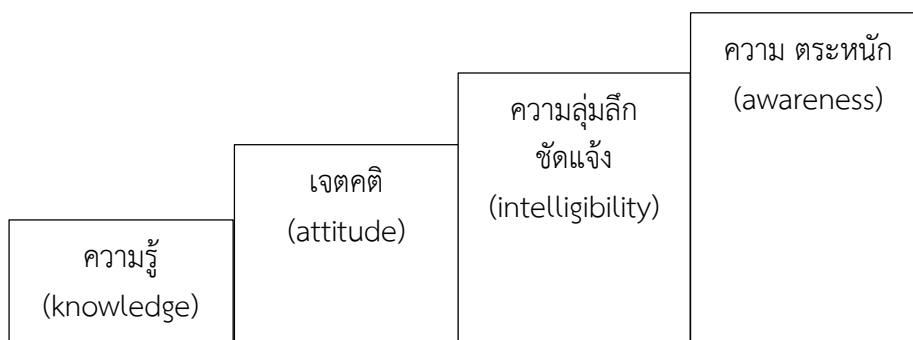 ความรู้
(knowledge)
เจตคติ
(attitude)
ความลุ่มลึก
ชัดแจ้ง
(intelligibility)
ความ ตระหนัก
(awareness)